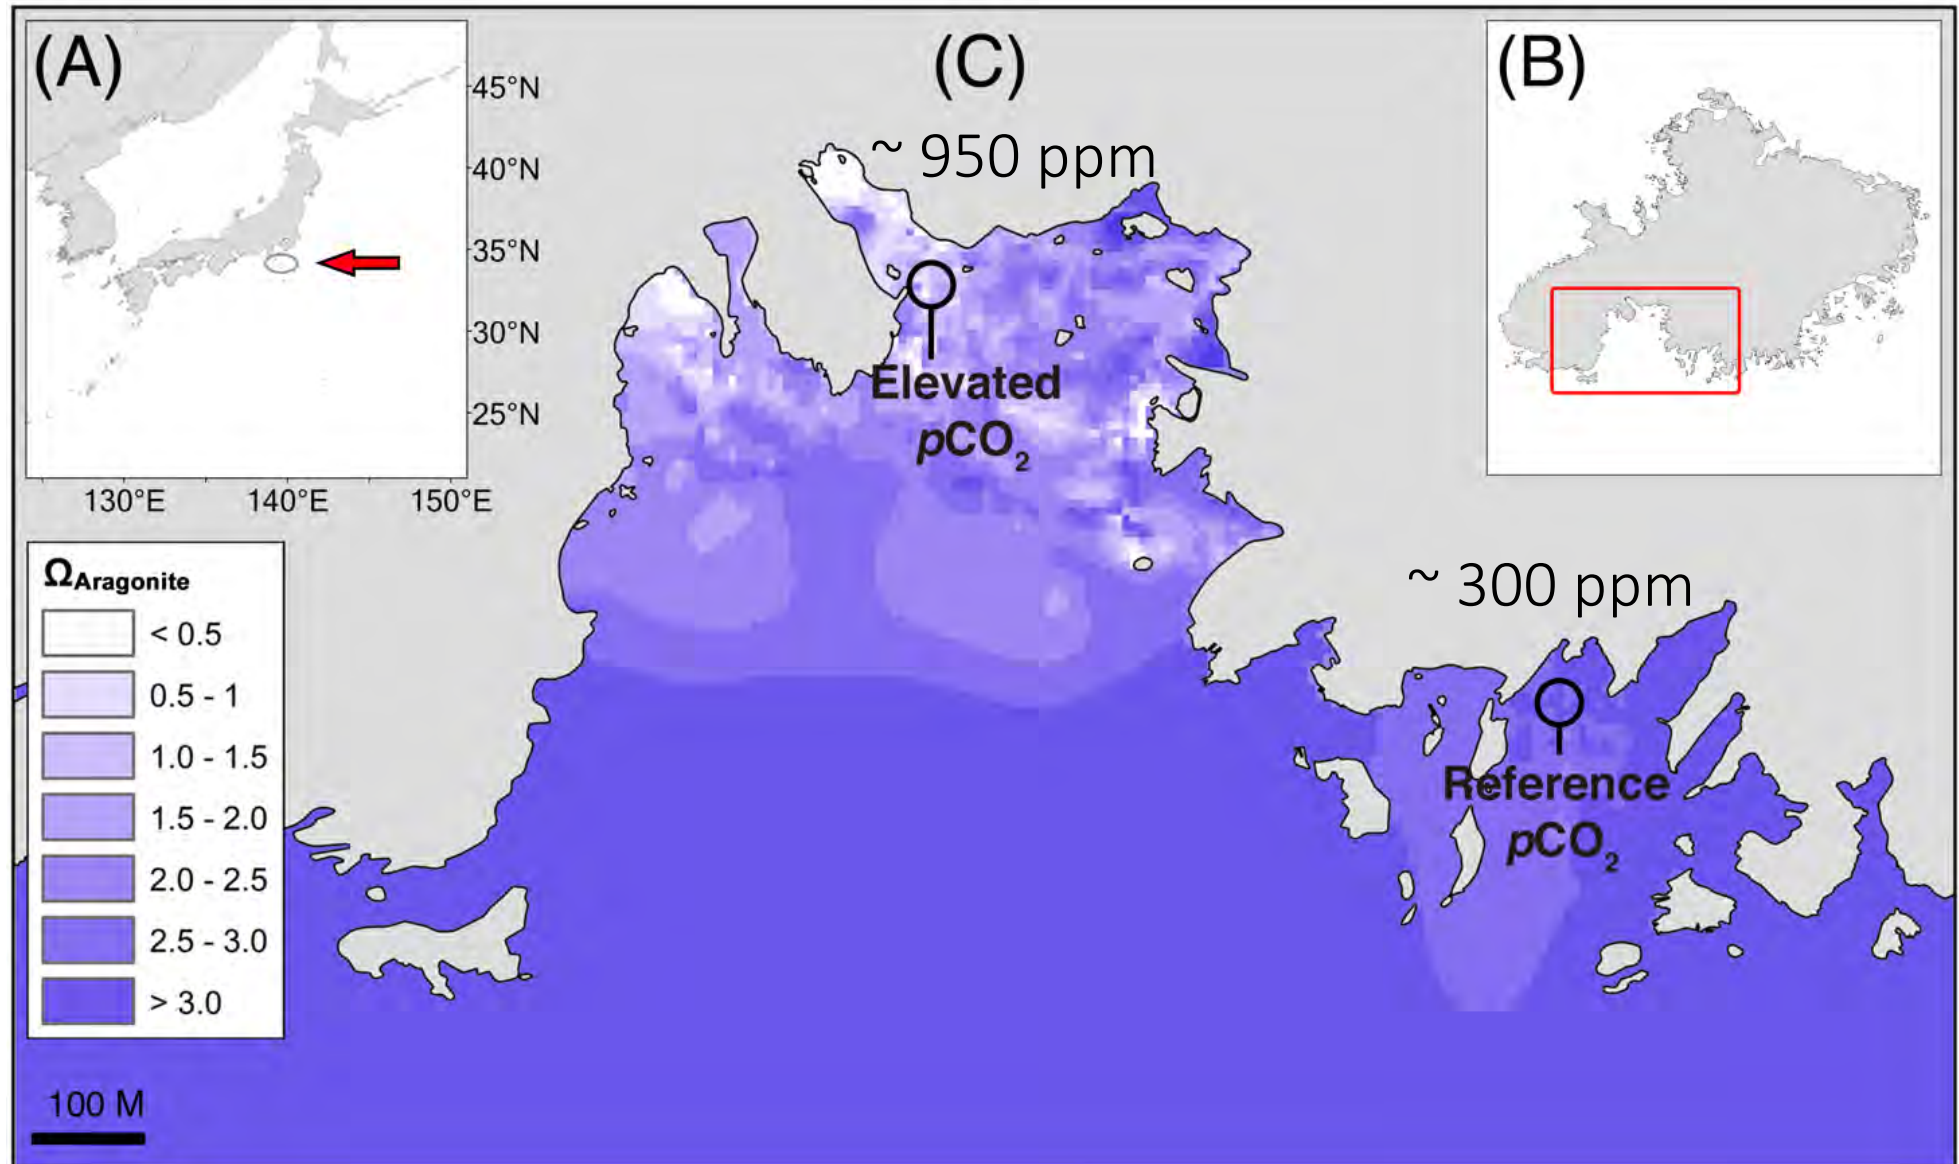 (A)
45°N
40°N
35°N
30°N
25°N
130°E 140°E 150°E
(C)
~ 950 ppm
Elevated
pCO₂
(B)
~ 300 ppm
Reference
pCO₂
ΩAragonite
< 0.5
0.5 - 1
1.0 - 1.5
1.5 - 2.0
2.0 - 2.5
2.5 - 3.0
> 3.0
100 M